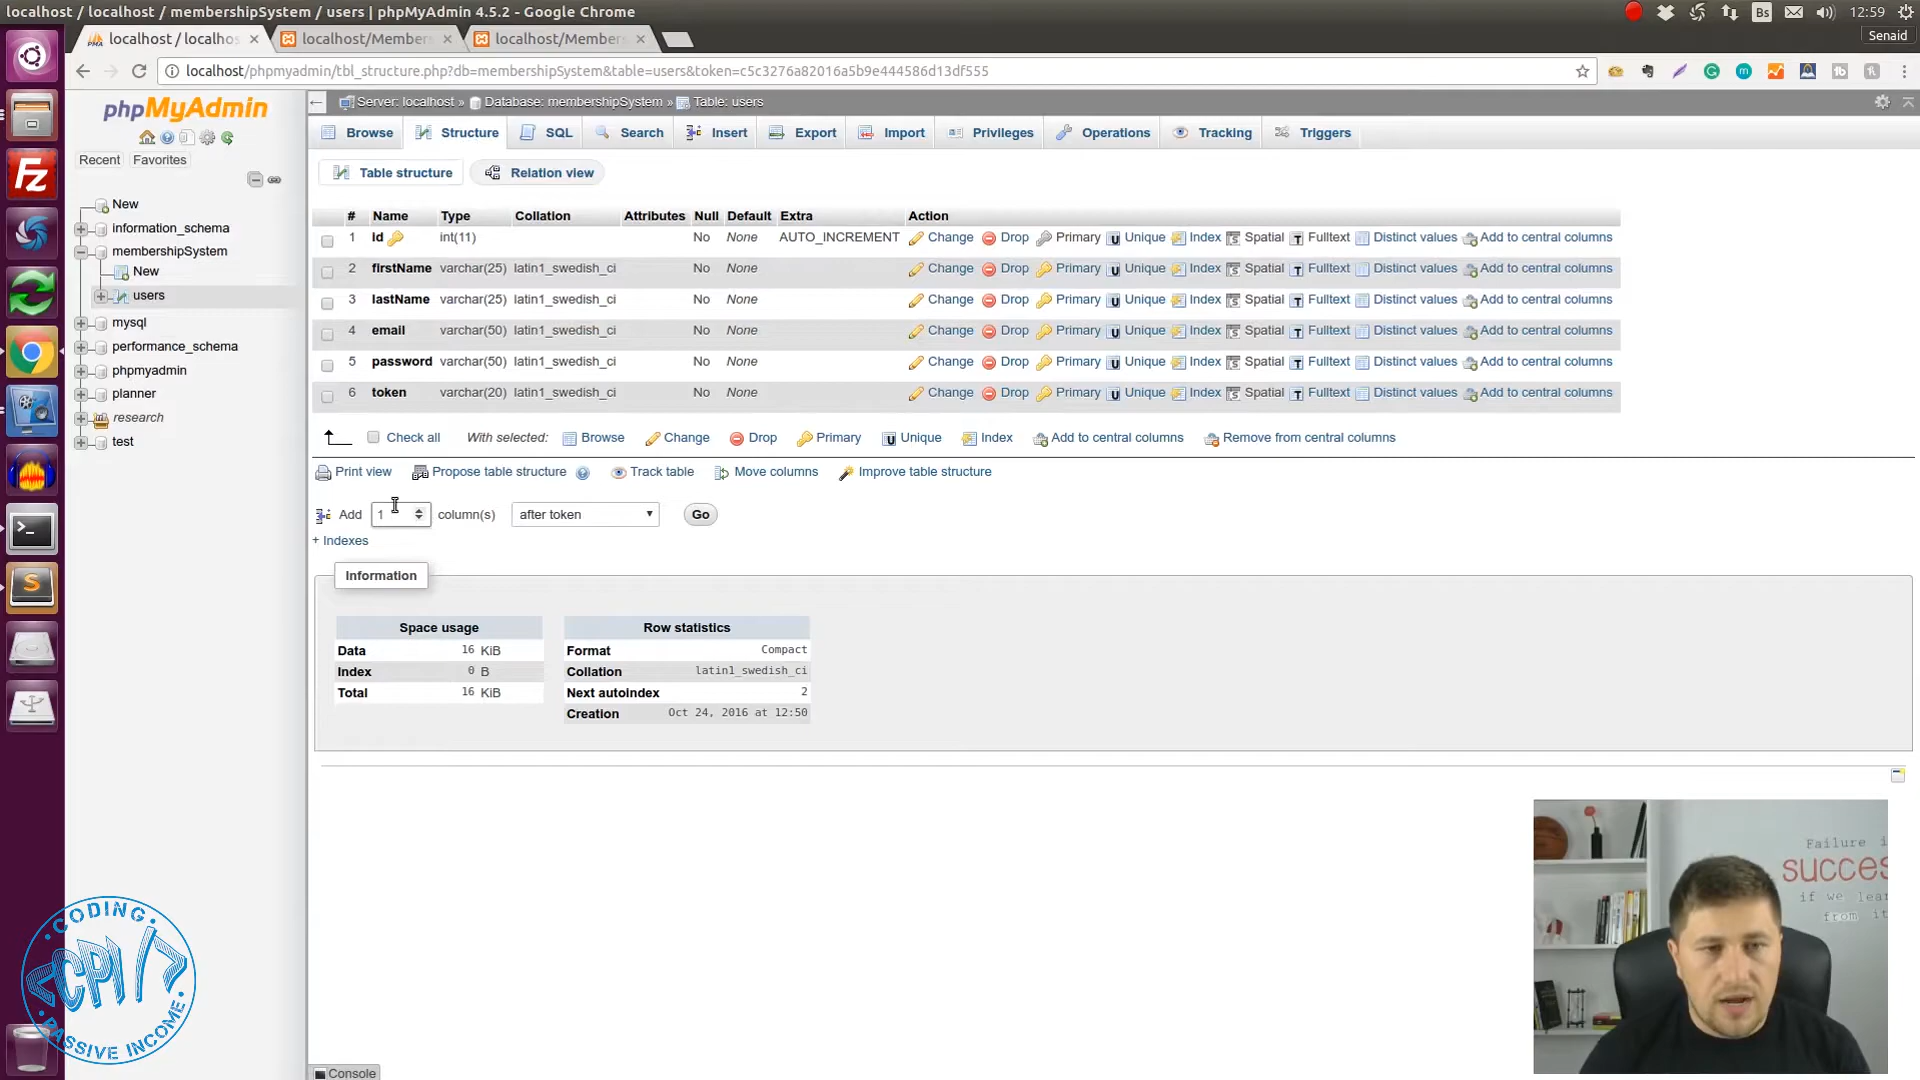 localhost / localhost / membershipSystem / users | phpMyAdmin 4.5.2 - Google Chrome
Bs 12:59
localhost / localhos × localhost/Member × localhost/Member × Senaid
localhost/phpmyadmin/tbl_structure.php?db=membershipSystem&table=users&token=c5c3276a82016a5b9e444586d13df555
phpMyAdmin
Recent Favorites
New
information_schema
membershipSystem
New
users
mysql
performance_schema
phpmyadmin
planner
research
test
Server: localhost » Database: membershipSystem » Table: users
Browse Structure SQL Search Insert Export Import Privileges Operations Tracking Triggers
Table structure Relation view
# Name Type Collation Attributes Null Default Extra Action
1 id int(11) No None AUTO_INCREMENT Change Drop Primary Unique Index Spatial Fulltext Distinct values Add to central columns
2 firstName varchar(25) latin1_swedish_ci No None Change Drop Primary Unique Index Spatial Fulltext Distinct values Add to central columns
3 lastName varchar(25) latin1_swedish_ci No None Change Drop Primary Unique Index Spatial Fulltext Distinct values Add to central columns
4 email varchar(50) latin1_swedish_ci No None Change Drop Primary Unique Index Spatial Fulltext Distinct values Add to central columns
5 password varchar(50) latin1_swedish_ci No None Change Drop Primary Unique Index Spatial Fulltext Distinct values Add to central columns
6 token varchar(20) latin1_swedish_ci No None Change Drop Primary Unique Index Spatial Fulltext Distinct values Add to central columns
Check all With selected: Browse Change Drop Primary Unique Index Add to central columns Remove from central columns
Print view Propose table structure Track table Move columns Improve table structure
Add 1 column(s) after token Go
+ Indexes
Information
Space usage
Data 16 KiB
Index 0 B
Total 16 KiB
Row statistics
Format Compact
Collation latin1_swedish_ci
Next autoindex 2
Creation Oct 24, 2016 at 12:50
Console
CODING
<CPI/>
PASSIVE INCOME
Failure i
succes
if we lear
from it